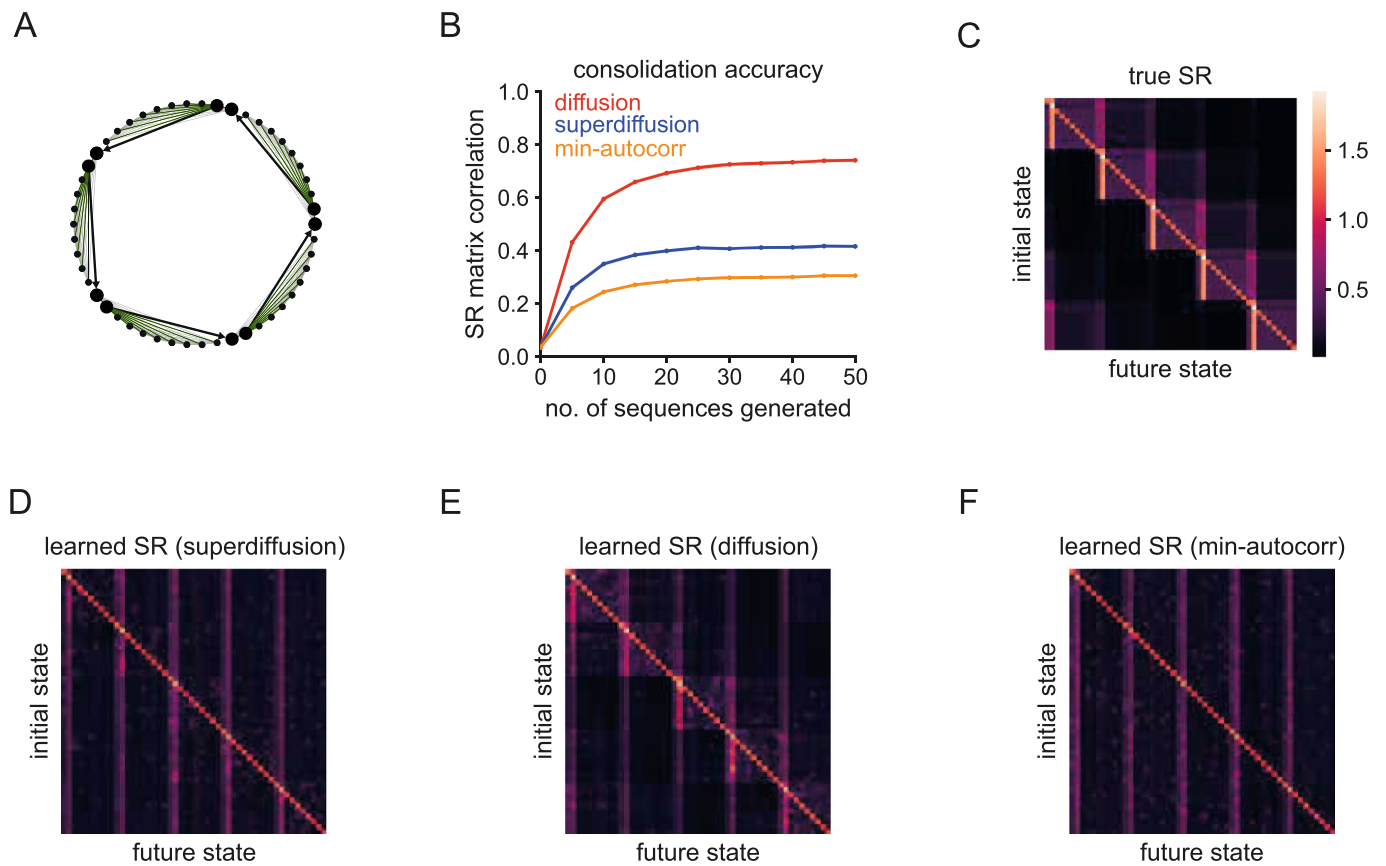 A
B
consolidation accuracy
diffusion
superdiffusion
min-autocorr
SR matrix correlation
1.0
0.8
0.6
0.4
0.2
0.0
0 10 20 30 40 50
no. of sequences generated
C
true SR
initial state
future state
1.5
1.0
0.5
D
learned SR (superdiffusion)
initial state
future state
E
learned SR (diffusion)
initial state
future state
F
learned SR (min-autocorr)
initial state
future state